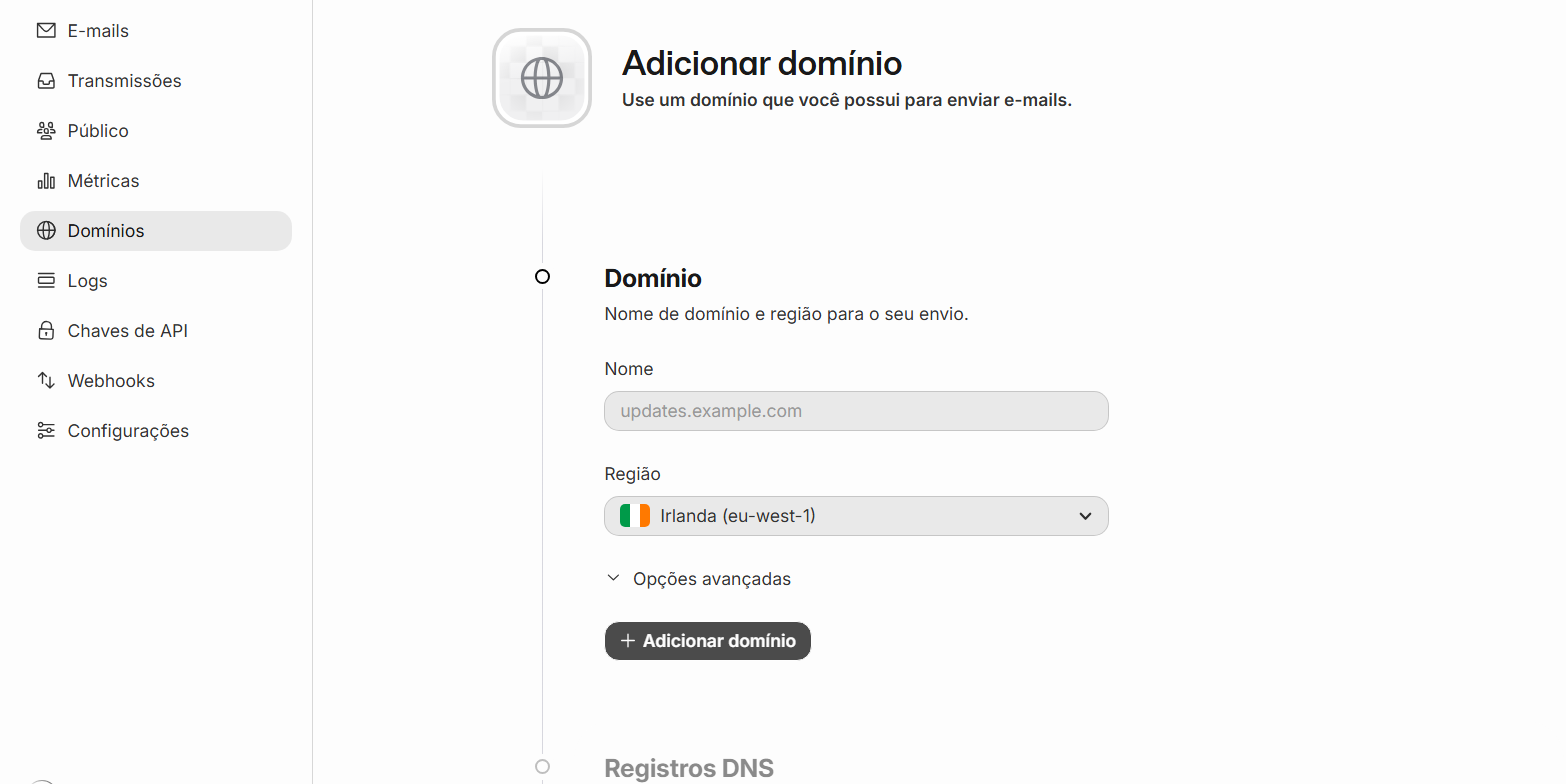 E-mails
Transmissões
Público
Métricas
Domínios
Logs
Chaves de API
Webhooks
Configurações
Adicionar domínio
Use um domínio que você possui para enviar e-mails.
Domínio
Nome de domínio e região para o seu envio.
Nome
updates.example.com
Região
Irlanda (eu-west-1)
Opções avançadas
+ Adicionar domínio
Registros DNS